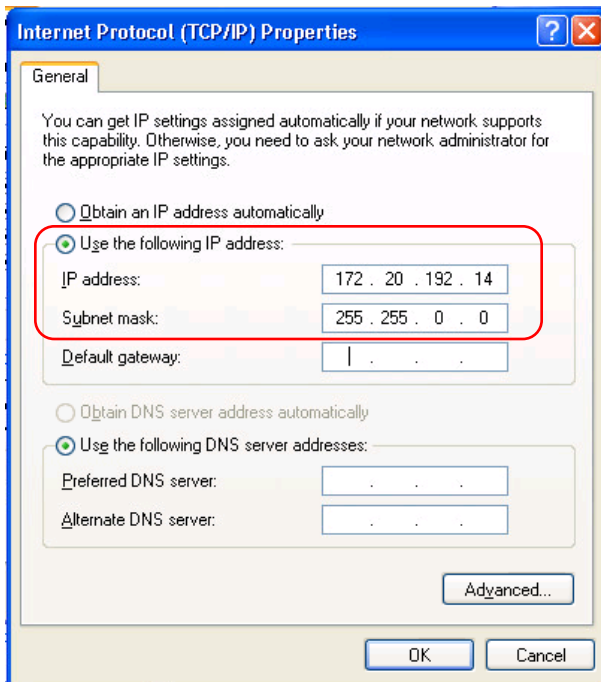 Internet Protocol (TCP/IP) Properties
General
You can get IP settings assigned automatically if your network supports
this capability. Otherwise, you need to ask your network administrator for
the appropriate IP settings.
Obtain an IP address automatically
Use the following IP address:
IP address: 172 . 20 . 192 . 14
Subnet mask: 255 . 255 . 0 . 0
Default gateway: . . .
Obtain DNS server address automatically
Use the following DNS server addresses:
Preferred DNS server: . . .
Alternate DNS server: . . .
Advanced...
OK Cancel